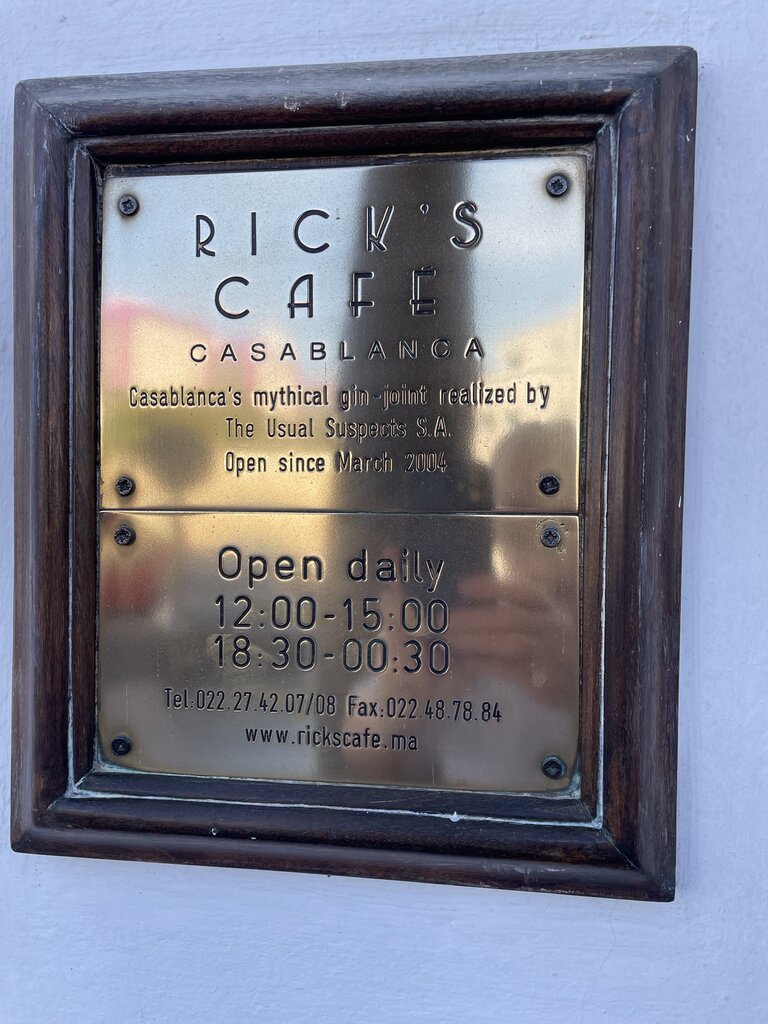 RICK'S
CAFÉ
CASABLANCA
Casablanca's mythical gin-joint realized by
The Usual Suspects S.A.
Open since March 2004
Open daily
12:00-15:00
18:30-00:30
Tel:022.27.42.07/08 Fax:022.48.78.84
www.rickscafe.ma